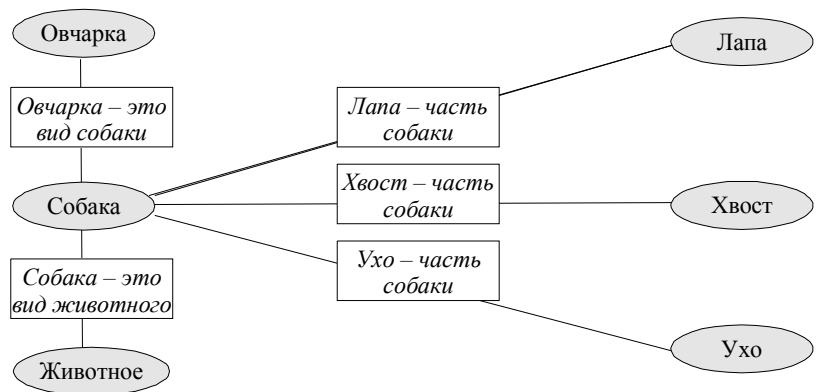 Овчарка
Лапа
Овчарка – это
вид собаки
Лапа – часть
собаки
Хвост – часть
собаки
Собака
Хвост
Ухо – часть
собаки
Собака – это
вид животного
Ухо
Животное